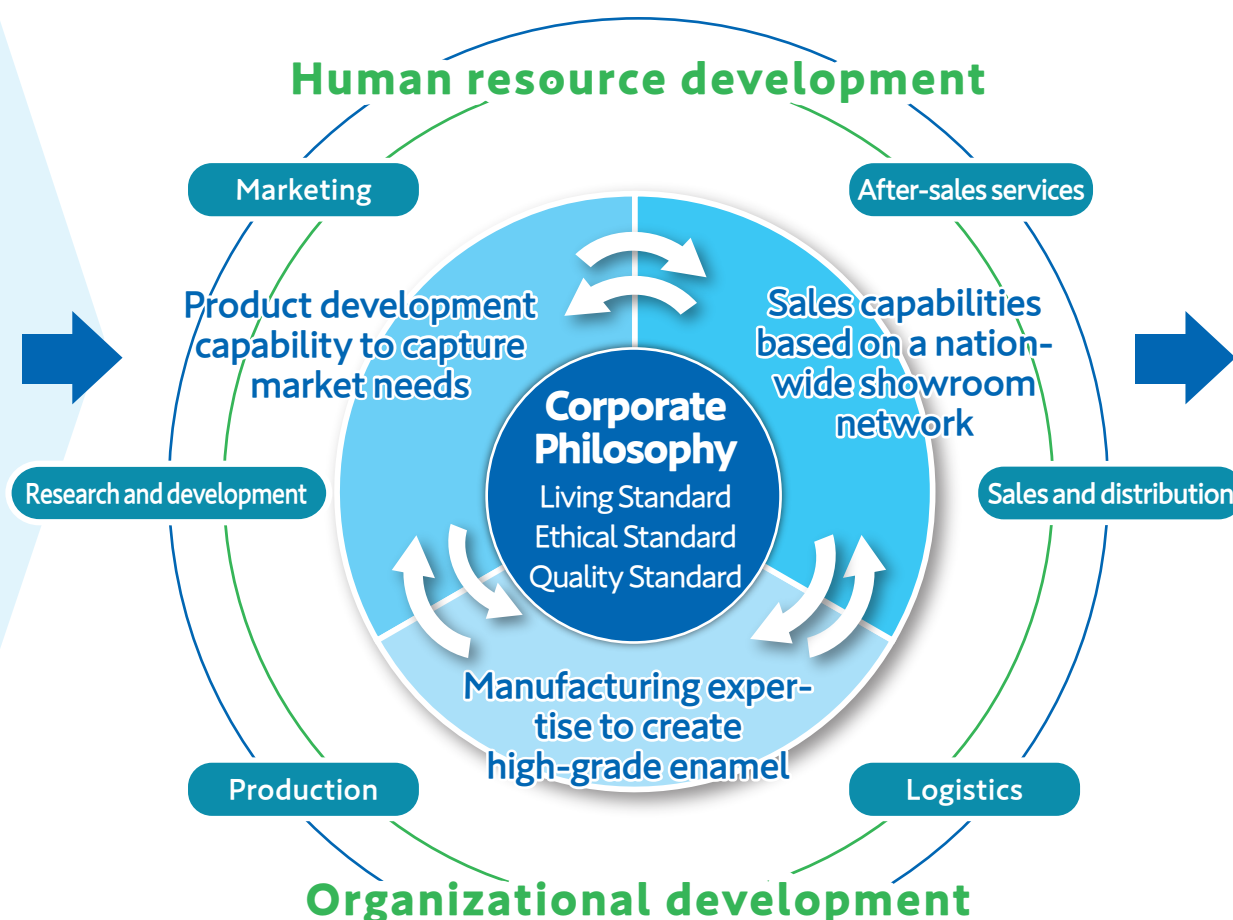 Human resource development
Marketing
After-sales services
Product development
capability to capture
market needs
Sales capabilities
based on a nation-
wide showroom
network
Corporate
Philosophy
Living Standard
Ethical Standard
Quality Standard
Research and development
Sales and distribution
Manufacturing exper-
tise to create
high-grade enamel
Production
Logistics
Organizational development